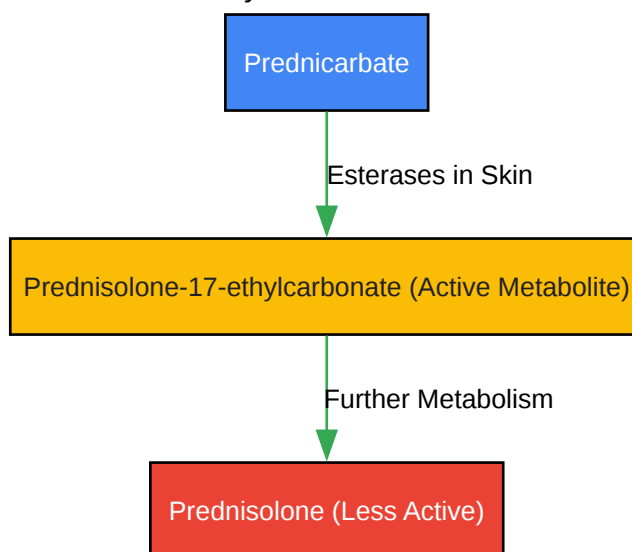 Prednicarbate
Esterases in Skin
Prednisolone-17-ethylcarbonate (Active Metabolite)
Further Metabolism
Prednisolone (Less Active)